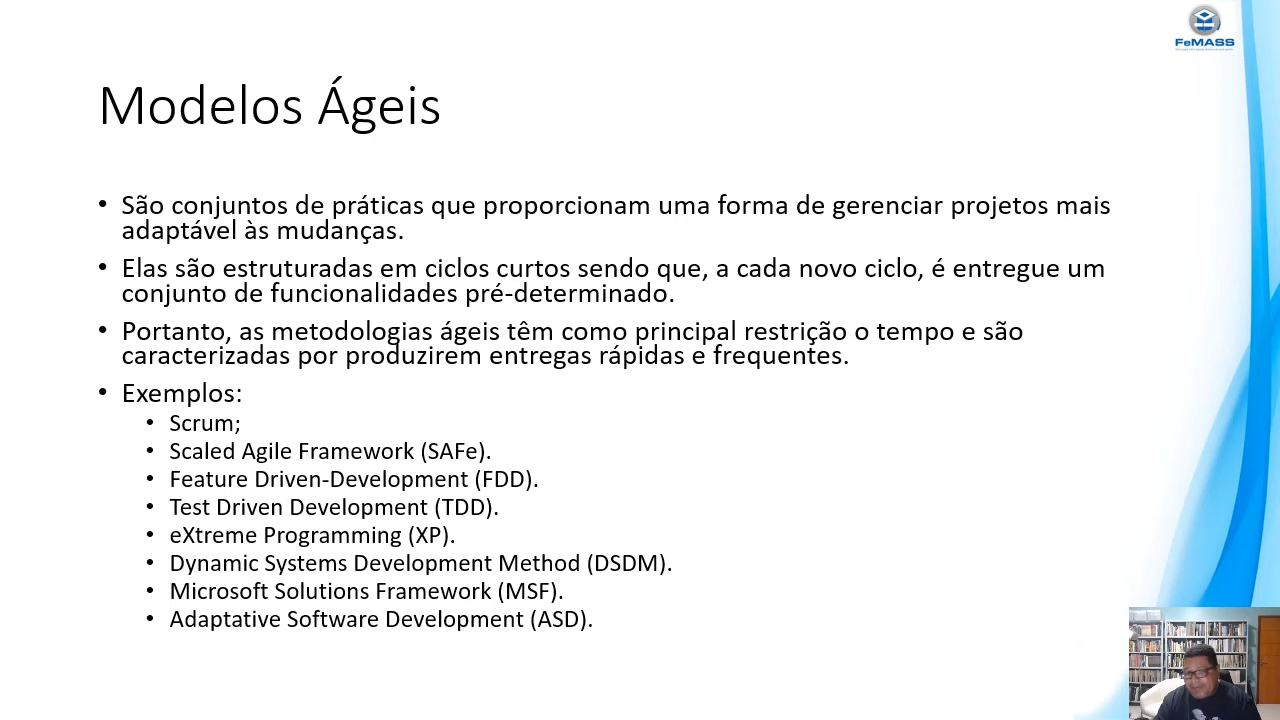 FeMASS
Modelos Ágeis
• São conjuntos de práticas que proporcionam uma forma de gerenciar projetos mais
adaptável às mudanças.
• Elas são estruturadas em ciclos curtos sendo que, a cada novo ciclo, é entregue um
conjunto de funcionalidades pré-determinado.
• Portanto, as metodologias ágeis têm como principal restrição o tempo e são
caracterizadas por produzirem entregas rápidas e frequentes.
• Exemplos:
• Scrum;
• Scaled Agile Framework (SAFe).
• Feature Driven-Development (FDD).
• Test Driven Development (TDD).
• eXtreme Programming (XP).
• Dynamic Systems Development Method (DSDM).
• Microsoft Solutions Framework (MSF).
• Adaptative Software Development (ASD).